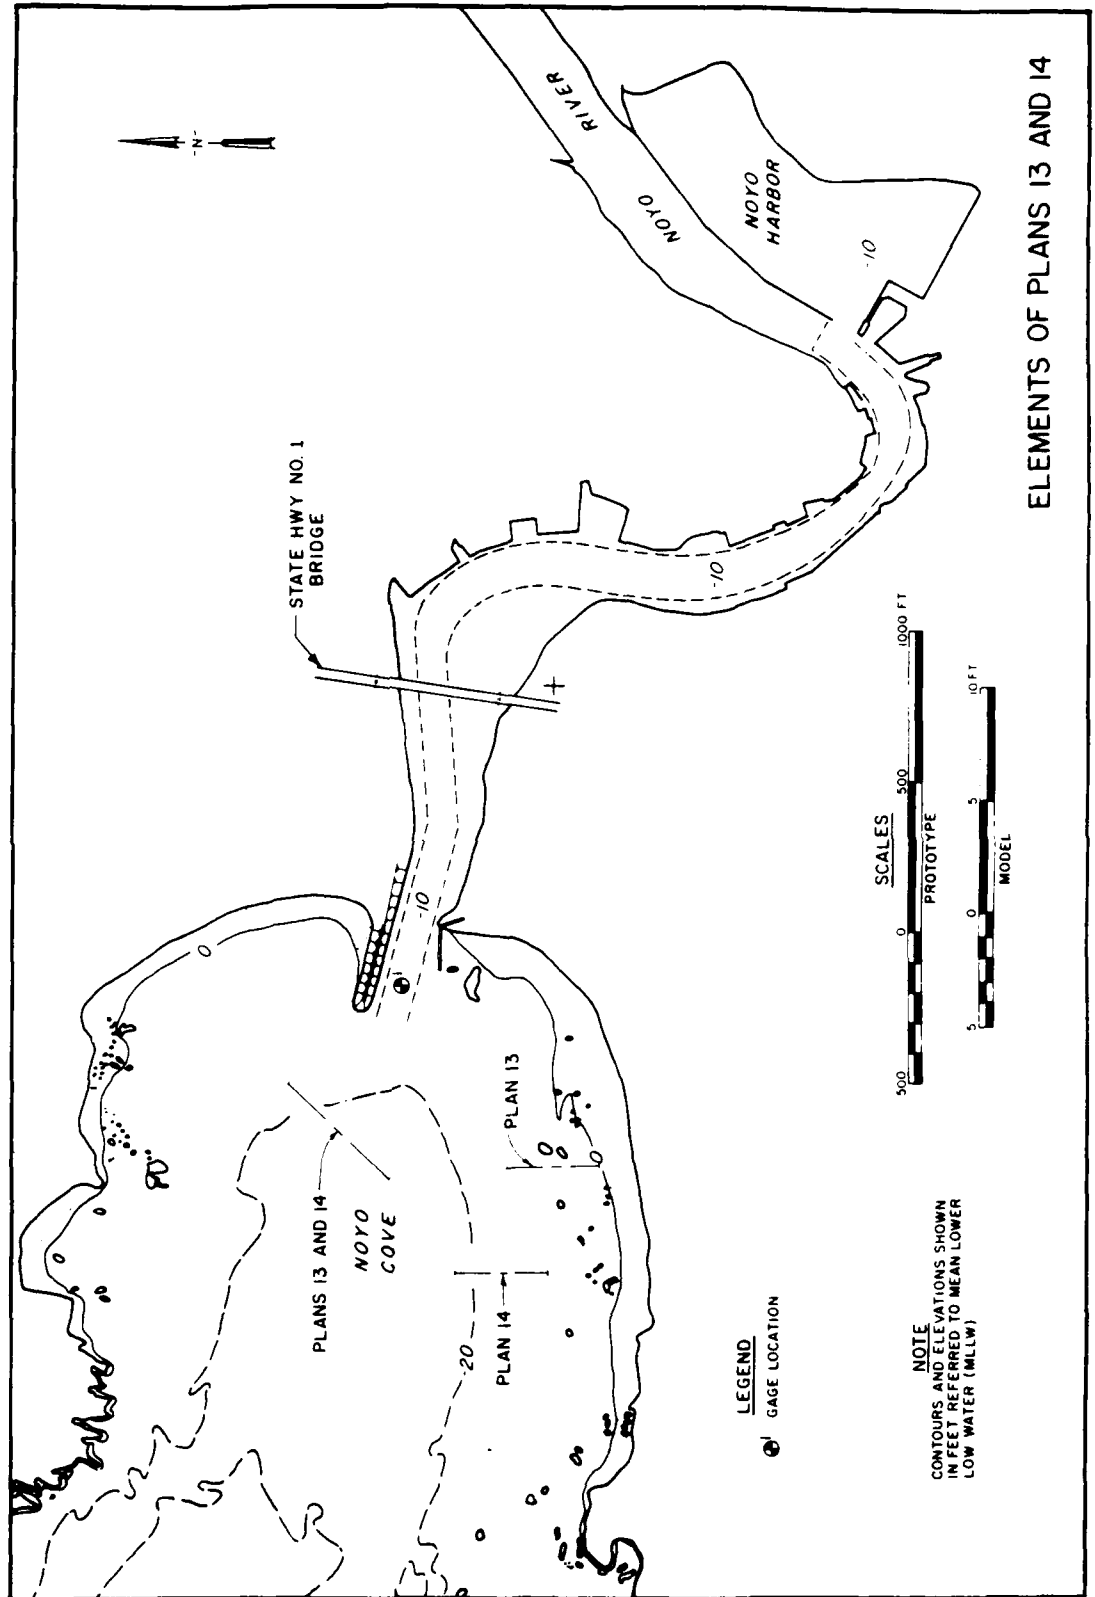 N
NOYO
RIVER
NOYO
HARBOR
-10
STATE HWY NO. 1
BRIDGE
-10
-10
0
PLANS 13 AND 14
NOYO
COVE
PLAN 13
0
PLAN 14
-20
LEGEND
1 GAGE LOCATION
1
SCALES
500 0 500 1000 FT
PROTOTYPE
5 0 5 10 FT
MODEL
NOTE
CONTOURS AND ELEVATIONS SHOWN
IN FEET REFERRED TO MEAN LOWER
LOW WATER (MLLW)
ELEMENTS OF PLANS 13 AND 14